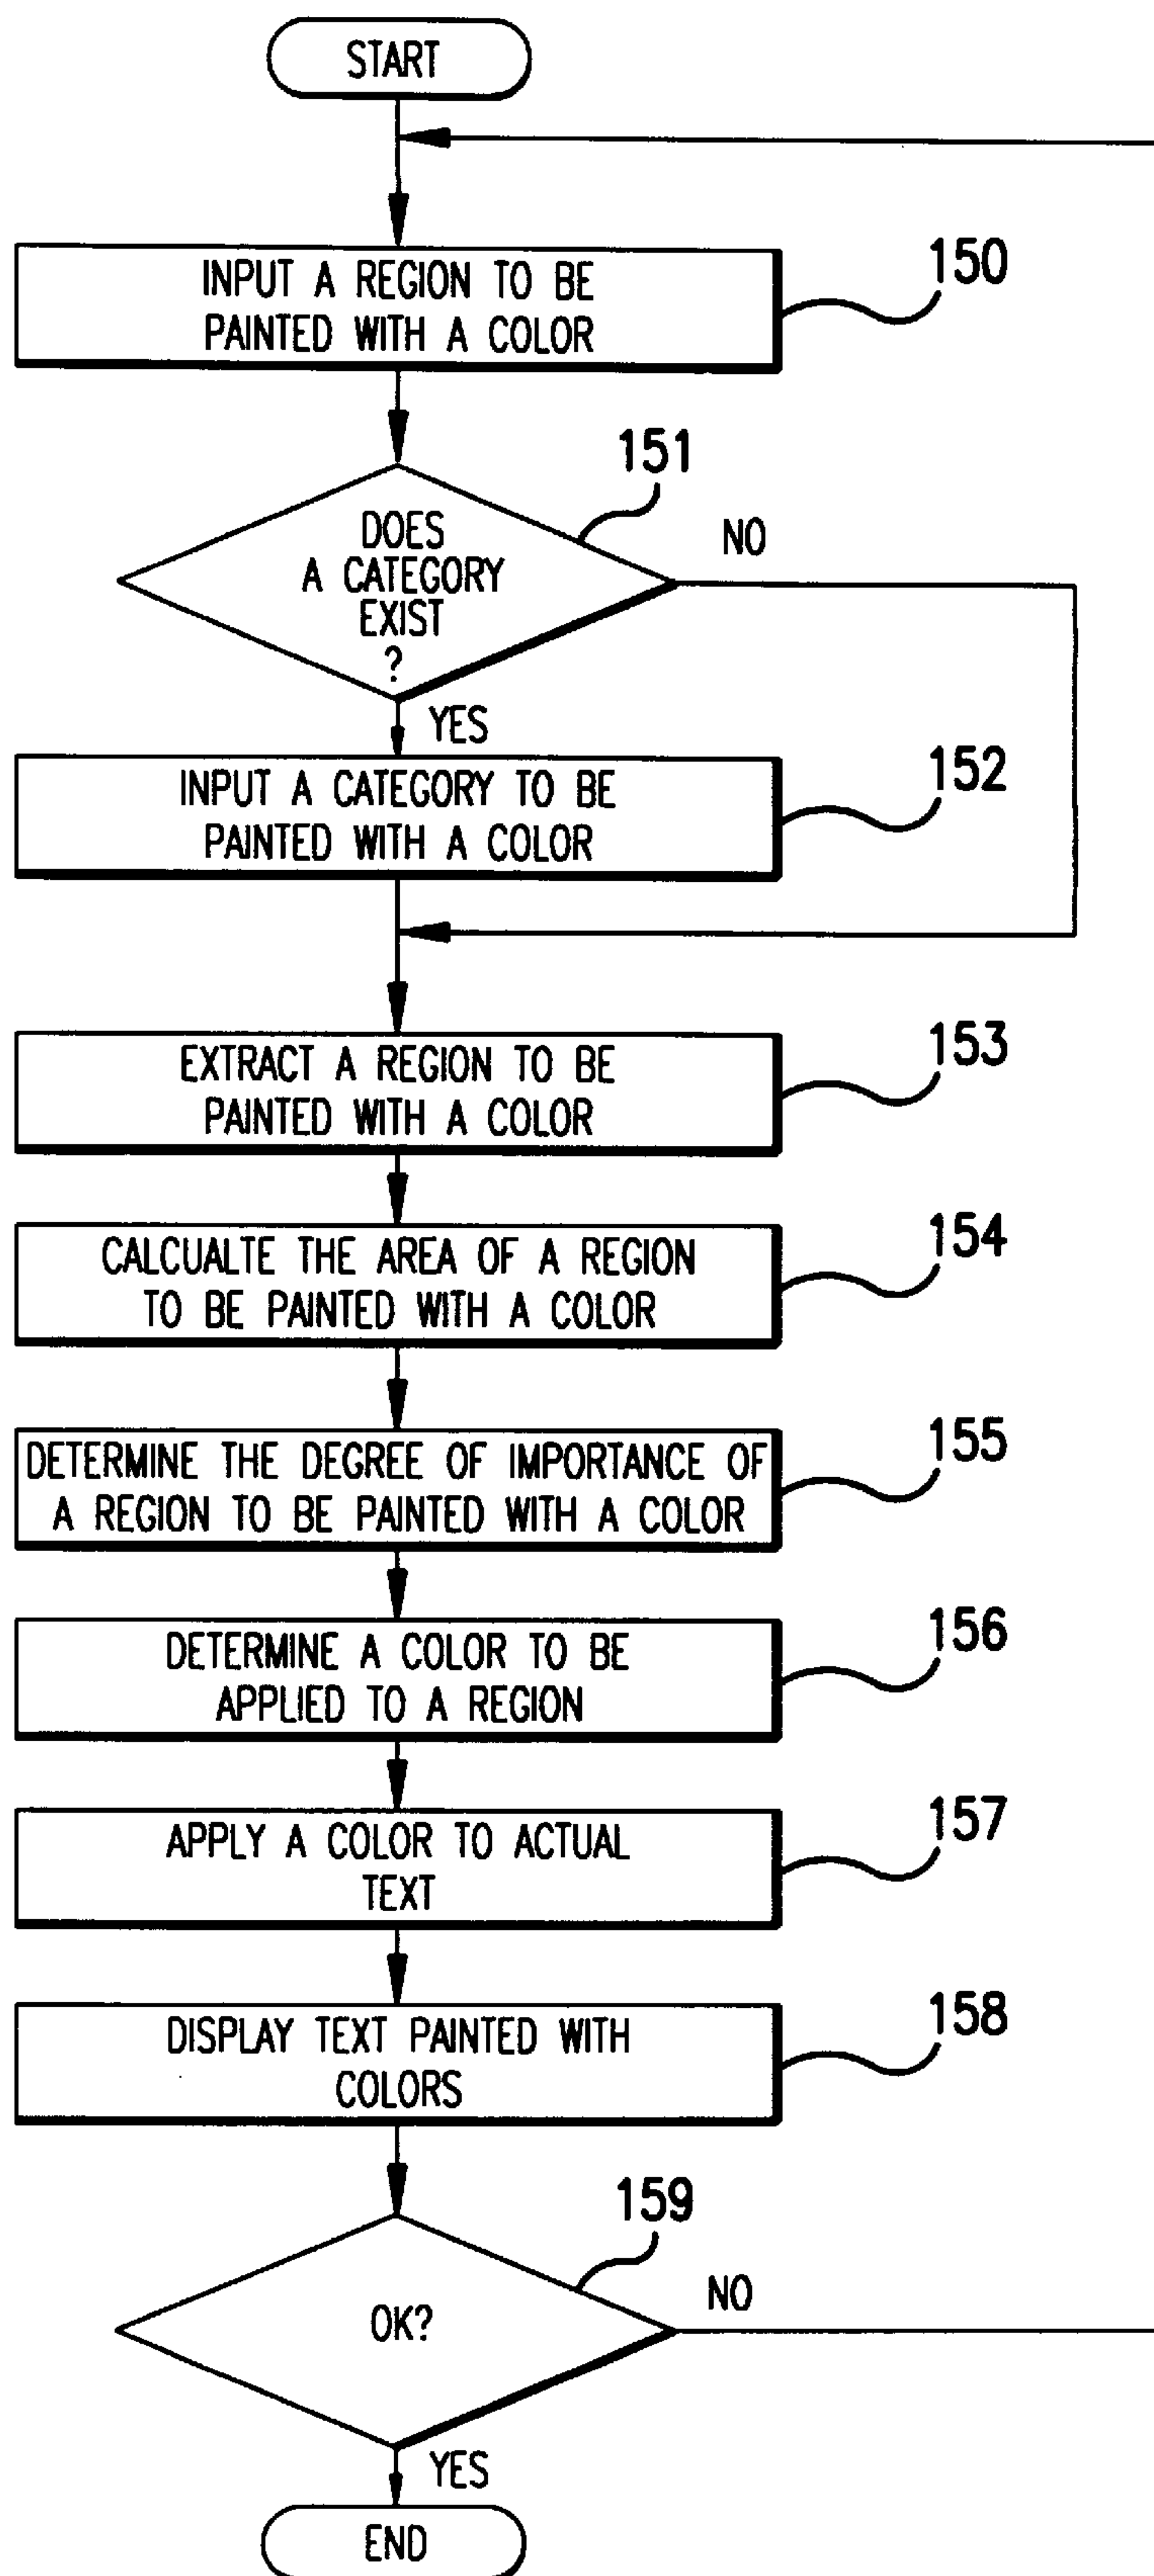 START
INPUT A REGION TO BE
PAINTED WITH A COLOR
150
151
DOES
A CATEGORY
EXIST
?
NO
YES
INPUT A CATEGORY TO BE
PAINTED WITH A COLOR
152
EXTRACT A REGION TO BE
PAINTED WITH A COLOR
153
CALCUALTE THE AREA OF A REGION
TO BE PAINTED WITH A COLOR
154
DETERMINE THE DEGREE OF IMPORTANCE OF
A REGION TO BE PAINTED WITH A COLOR
155
DETERMINE A COLOR TO BE
APPLIED TO A REGION
156
APPLY A COLOR TO ACTUAL
TEXT
157
DISPLAY TEXT PAINTED WITH
COLORS
158
159
OK?
NO
YES
END